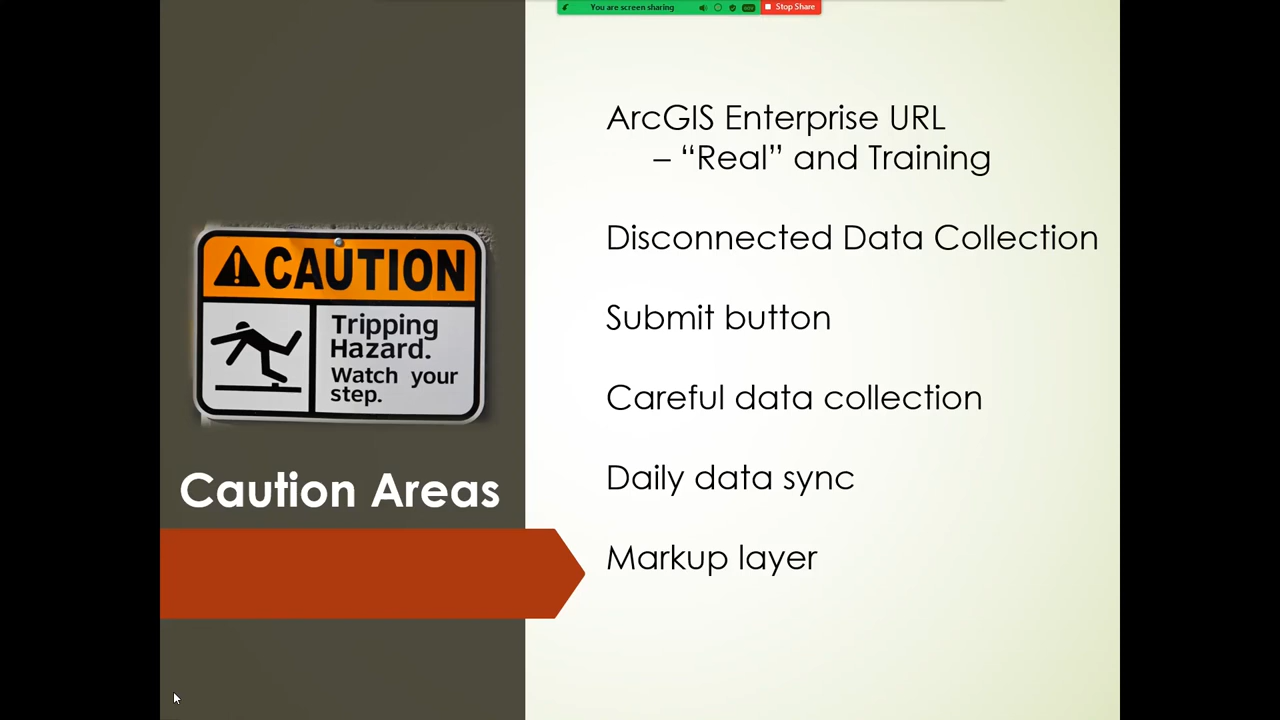 You are screen sharing
Stop Share
ArcGIS Enterprise URL
– “Real” and Training
Disconnected Data Collection
CAUTION
Submit button
Tripping
Hazard.
Watch your
step.
Careful data collection
Caution Areas
Daily data sync
Markup layer